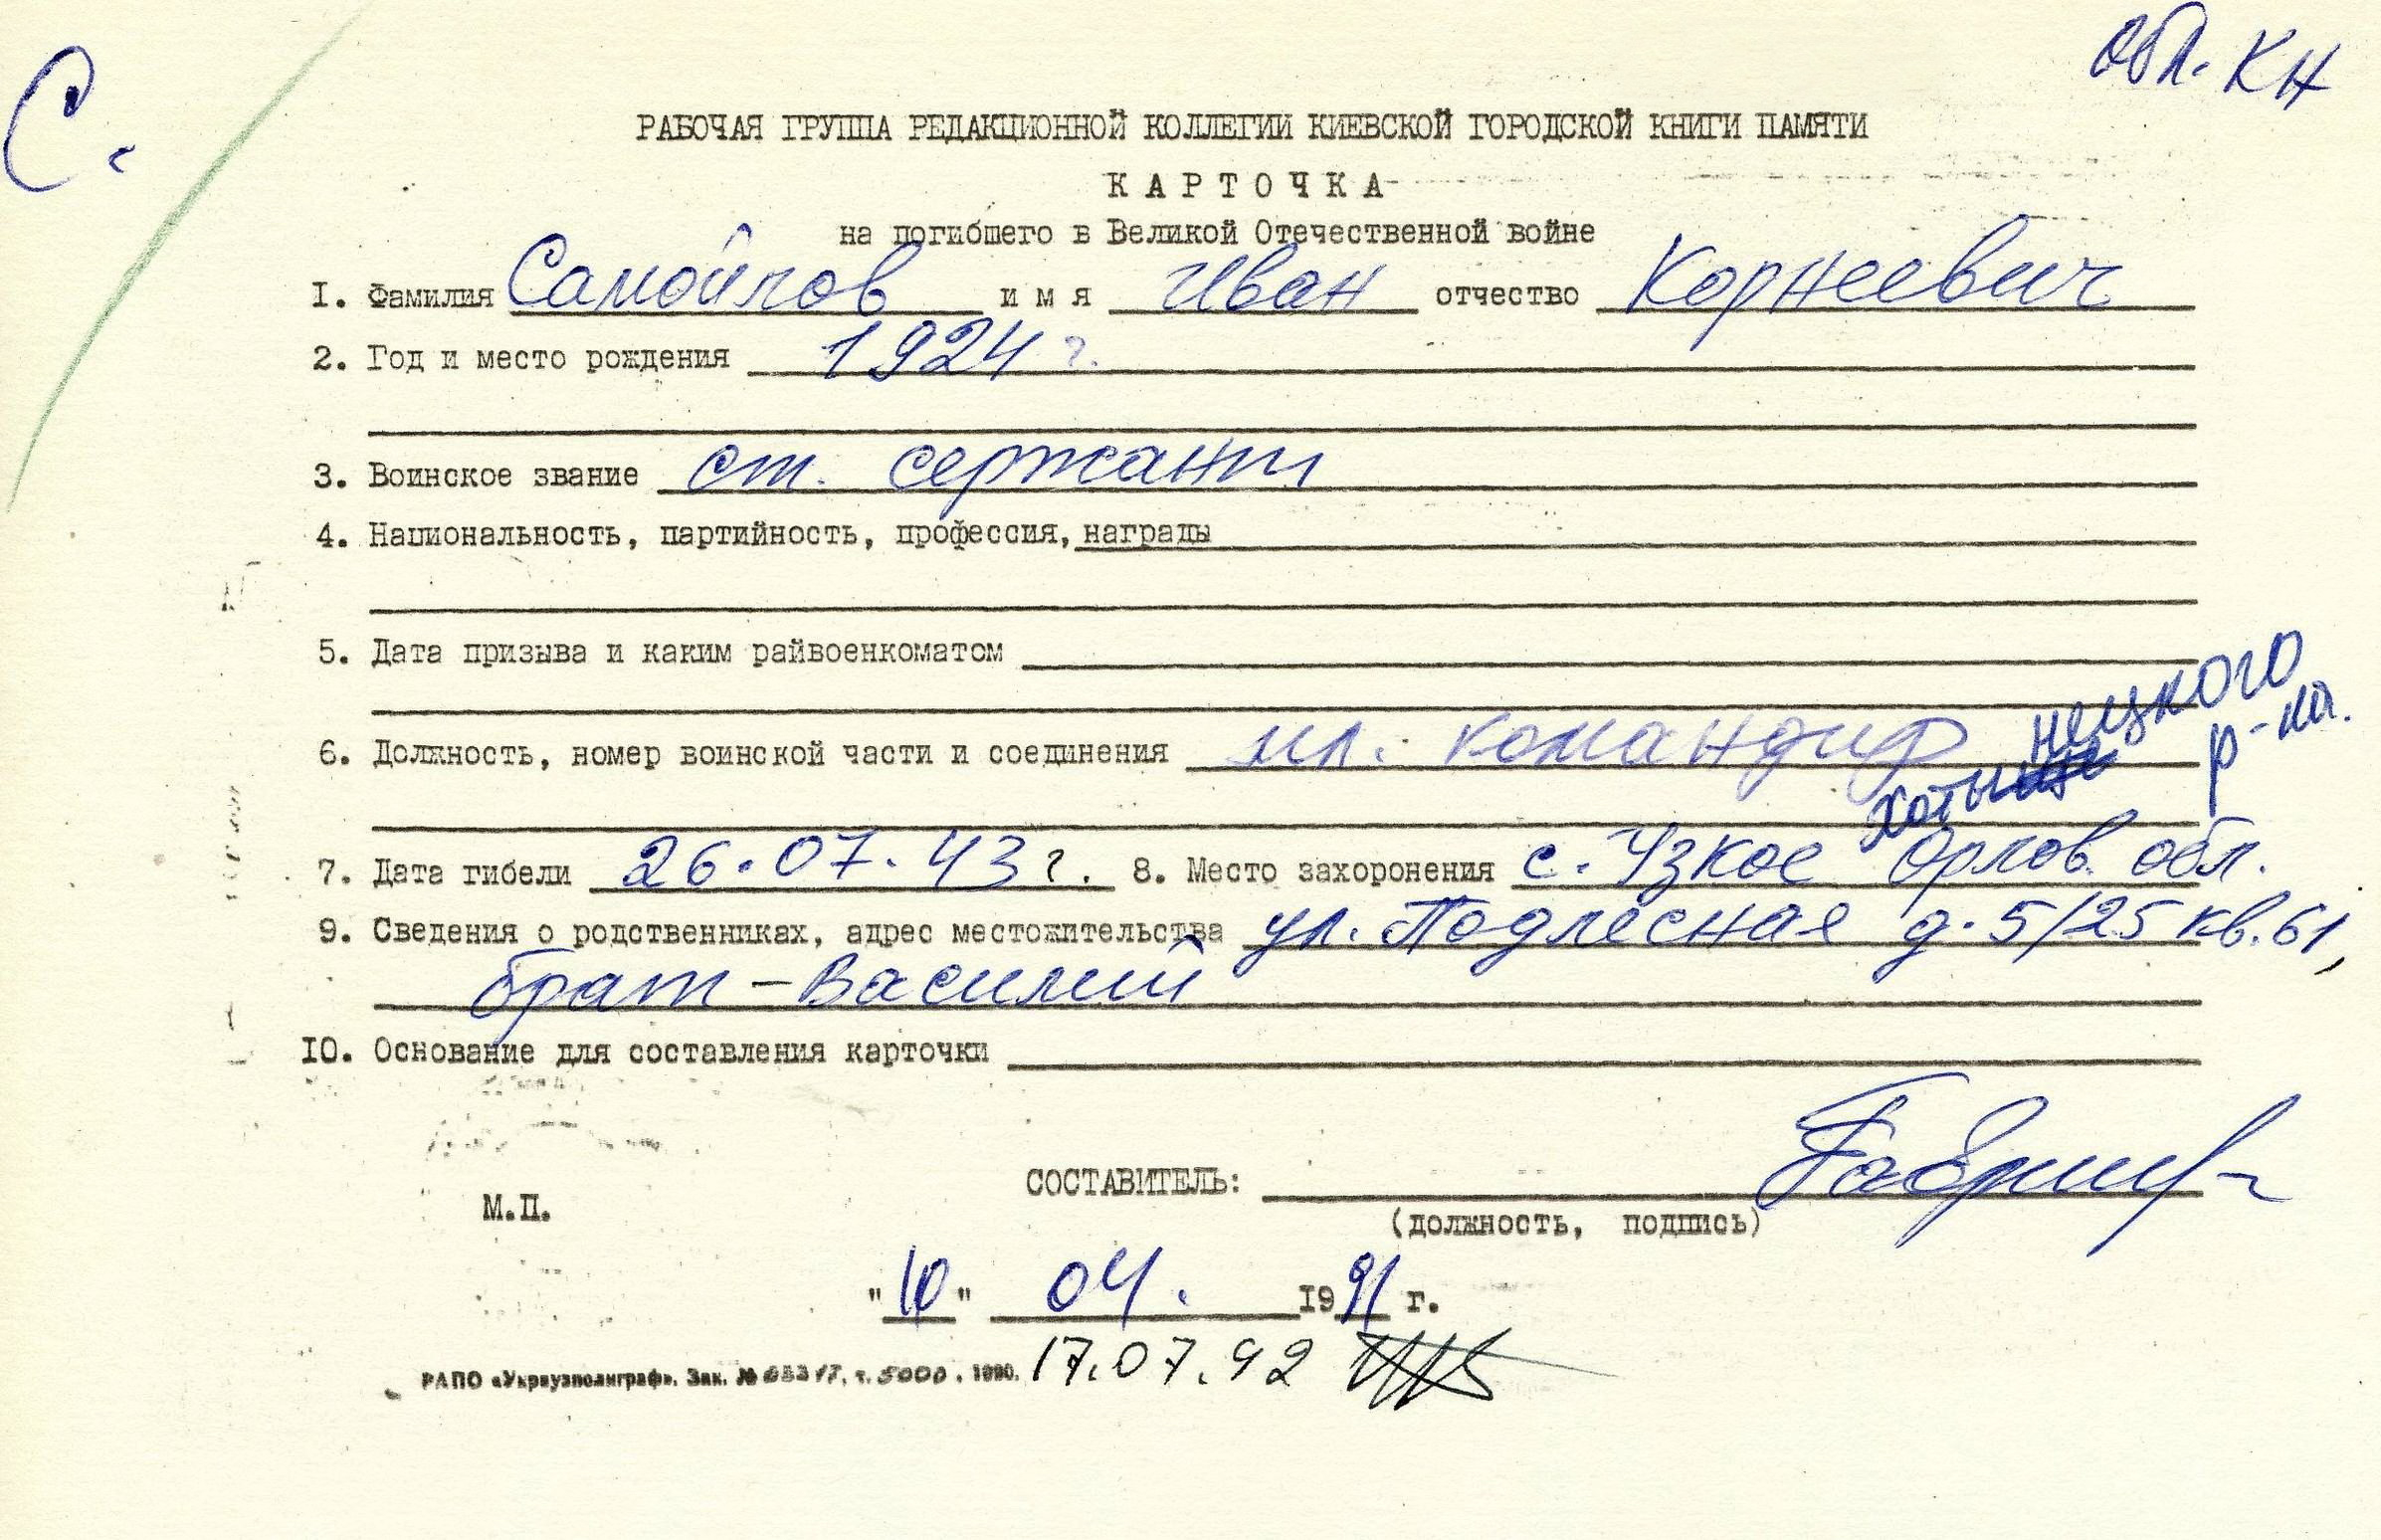 С.
обл. КН
РАБОЧАЯ ГРУППА РЕДАКЦИОННОЙ КОЛЛЕГИИ КИЕВСКОЙ ГОРОДСКОЙ КНИГИ ПАМЯТИ
КАРТОЧКА
на погибшего в Великой Отечественной войне
I. Фамилия Самойлов имя Иван отчество Корнеевич
2. Год и место рождения 1924 г.
3. Воинское звание ст. сержант
4. Национальность, партийность, профессия, награды
5. Дата призыва и каким райвоенкоматом
6. Должность, номер воинской части и соединения мл. командир
Хотынецкого р-на.
7. Дата гибели 26.07.43 г. 8. Место захоронения с. Узкое Орлов. обл.
9. Сведения о родственниках, адрес местожительства ул. Подлесная д. 5/25 кв. 61,
брат - Василий
10. Основание для составления карточки
СОСТАВИТЕЛЬ:
М.П.
(должность, подпись)
"10" 04. 1991 г.
РАПО «Укрвузполиграф». Зак. № т. 5000. 1990. 17.07.92